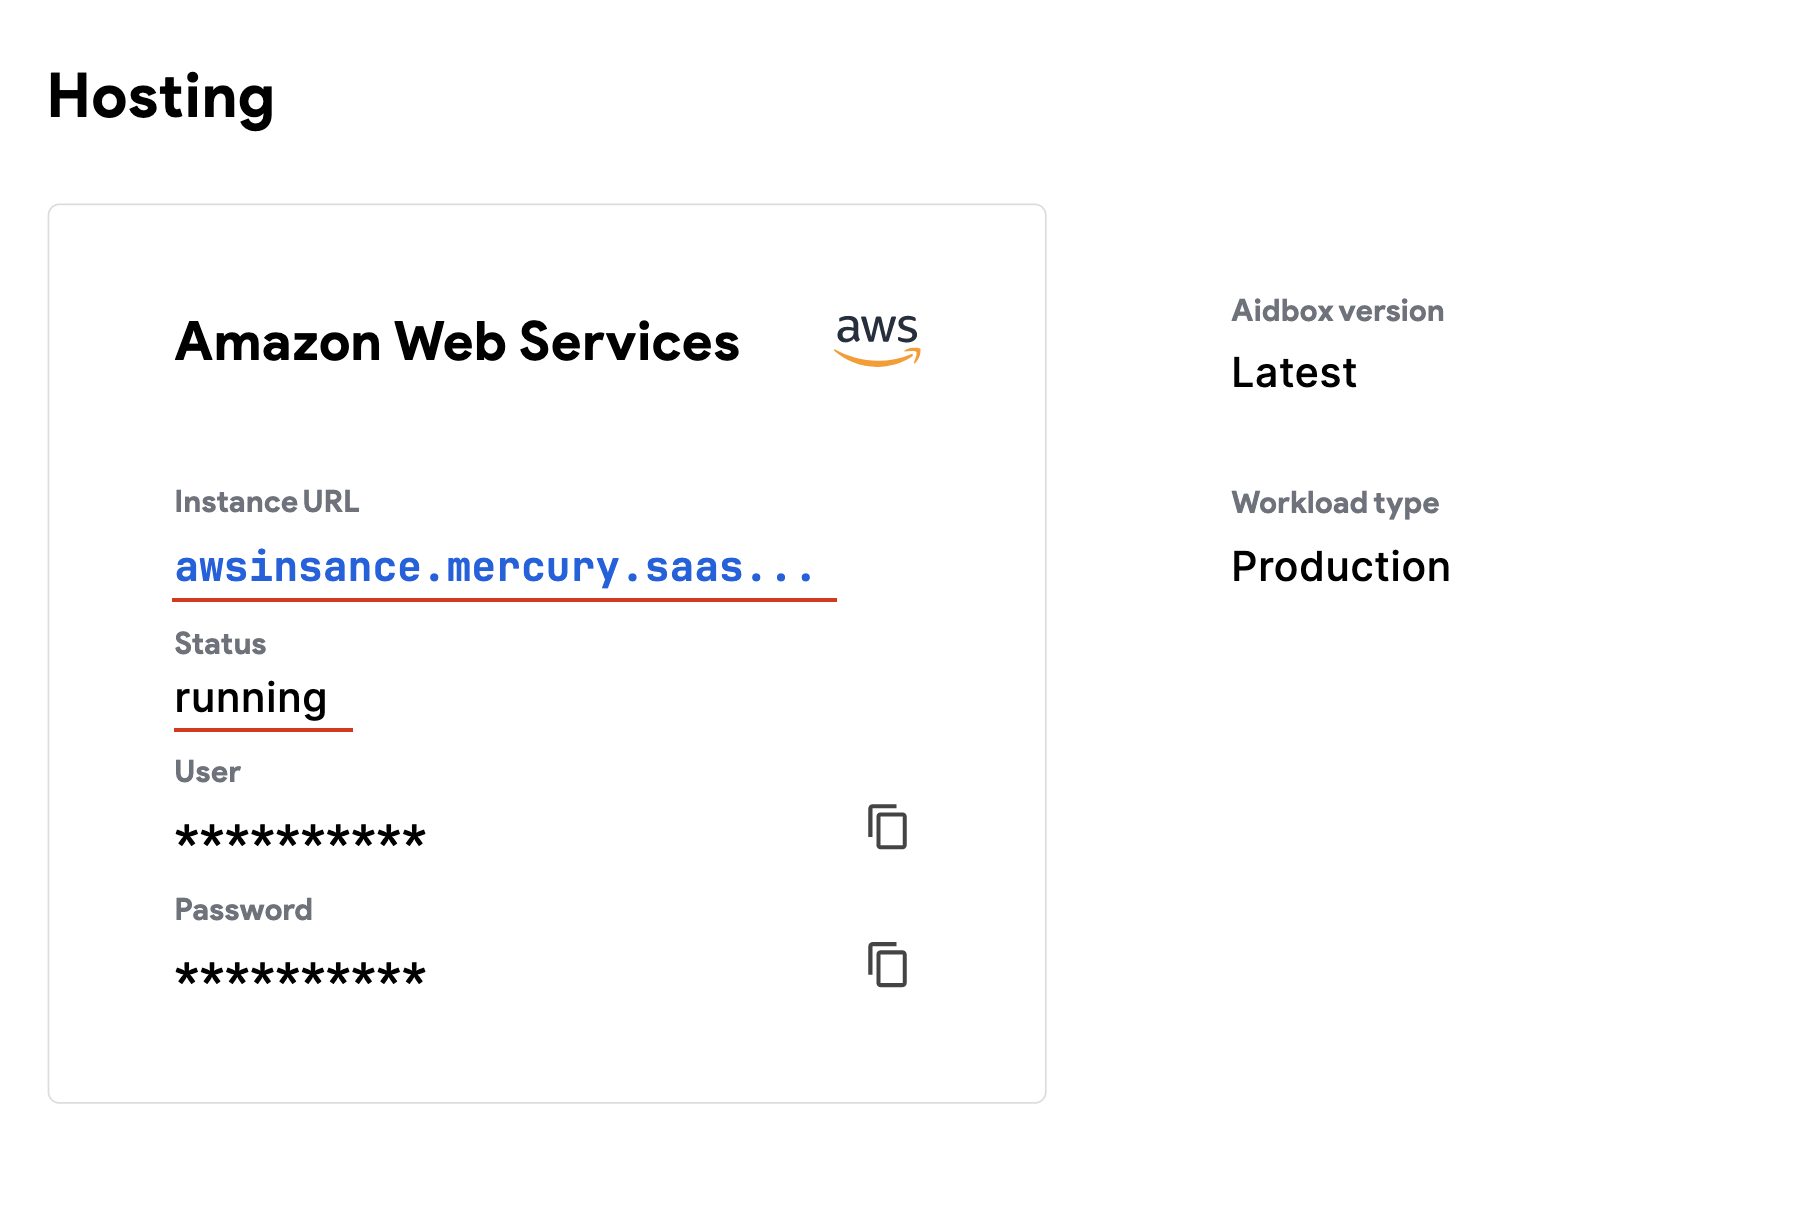 Hosting
Amazon Web Services
aws
Instance URL
awsinsance.mercury.saas...
Status
running
User
**********
Password
**********
Aidbox version
Latest
Workload type
Production